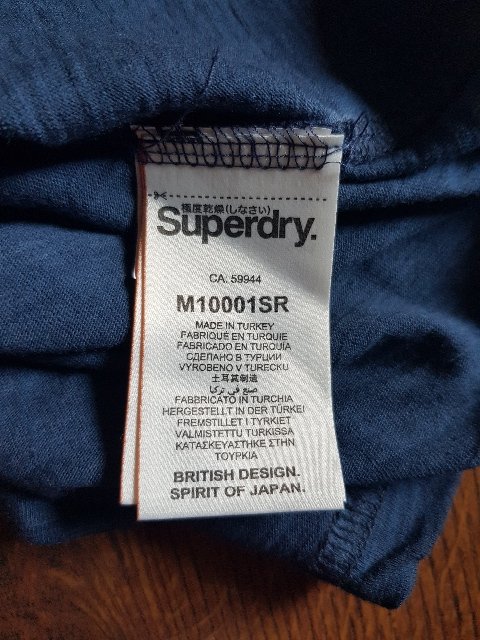 極度乾燥(しなさい)
Superdry.
CA. 59944
M10001SR
MADE IN TURKEY
FABRIQUÉ EN TURQUIE
FABRICADO EN TURQUÍA
СДЕЛАНО В ТУРЦИИ
VYROBENO V TURECKU
土耳其制造
صنع في تركيا
FABBRICATO IN TURCHIA
HERGESTELLT IN DER TÜRKEI
FREMSTILLET I TYRKIET
VALMISTETTU TURKISSA
ΚΑΤΑΣΚΕΥΑΣΤΗΚΕ ΣΤΗΝ
ΤΟΥΡΚΙΑ
BRITISH DESIGN.
SPIRIT OF JAPAN.